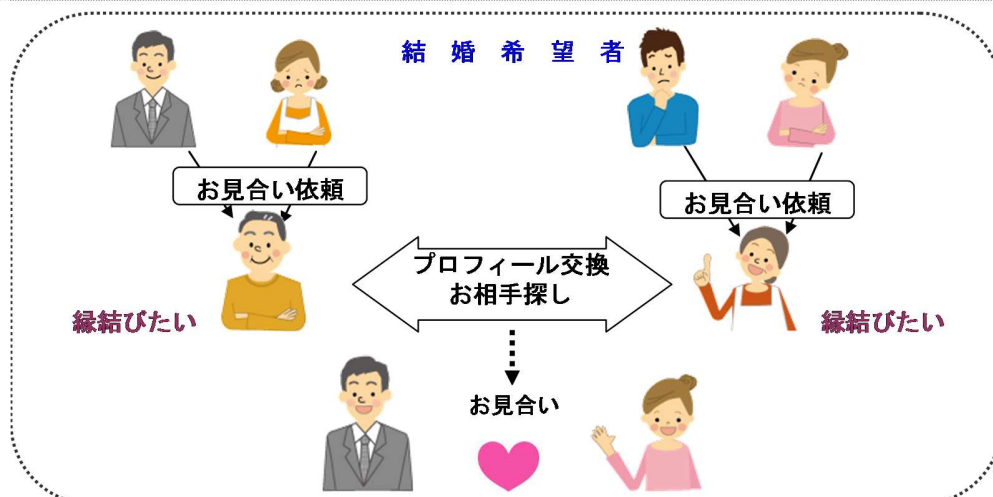 結婚希望者
お見合い依頼
お見合い依頼
プロフィール交換
お相手探し
縁結びたい
縁結びたい
お見合い